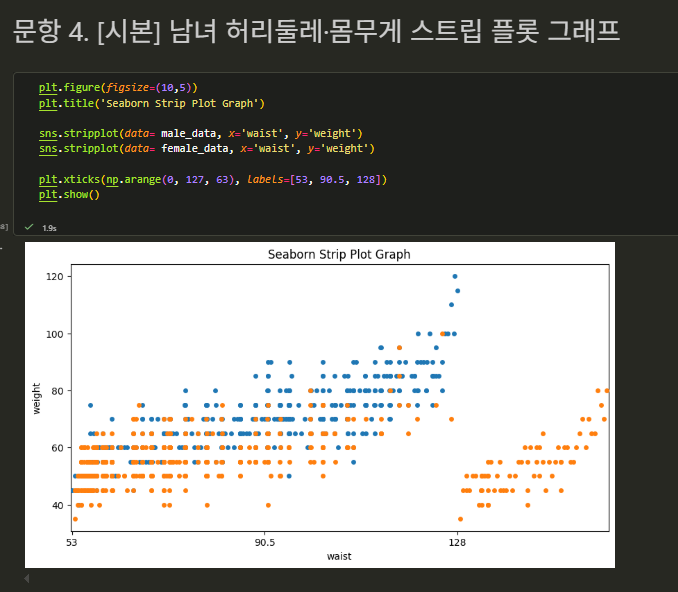 문항 4. [시본] 남녀 허리둘레·몸무게 스트립 플롯 그래프
plt.figure(figsize=(10,5))
plt.title('Seaborn Strip Plot Graph')
sns.stripplot(data= male_data, x='waist', y='weight')
sns.stripplot(data= female_data, x='waist', y='weight')
plt.xticks(np.arange(0, 127, 63), labels=[53, 90.5, 128])
plt.show()
8]
1.9s
Seaborn Strip Plot Graph
120
100
80
60
40
weight
53 90.5 128
waist